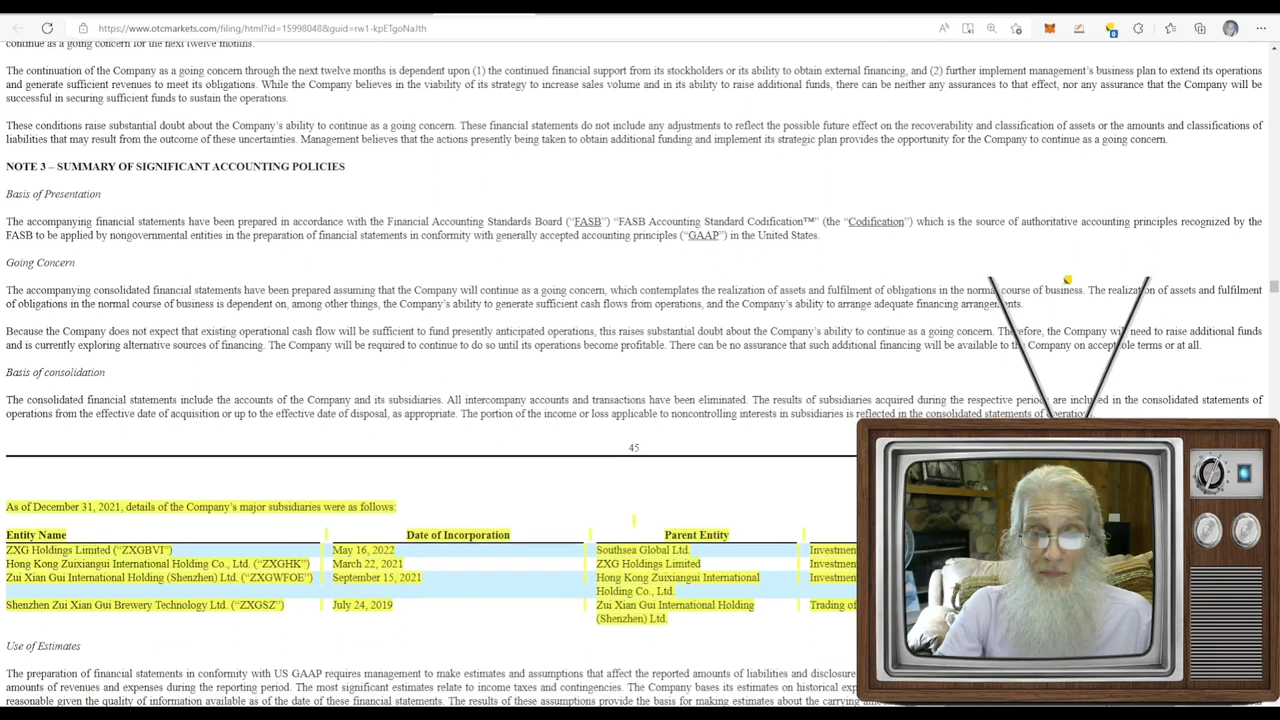 https://www.otcmarkets.com/filing/html?id=15998048&guid=rw1-kpETgoNaJth
continue as a going concern for the next twelve months.
The continuation of the Company as a going concern through the next twelve months is dependent upon (1) the continued financial support from its stockholders or its ability to obtain external financing, and (2) further implement management's business plan to extend its operations
and generate sufficient revenues to meet its obligations. While the Company believes in the viability of its strategy to increase sales volume and in its ability to raise additional funds, there can be neither any assurances to that effect, nor any assurance that the Company will be
successful in securing sufficient funds to sustain the operations.
These conditions raise substantial doubt about the Company's ability to continue as a going concern. These financial statements do not include any adjustments to reflect the possible future effect on the recoverability and classification of assets or the amounts and classifications of
liabilities that may result from the outcome of these uncertainties. Management believes that the actions presently being taken to obtain additional funding and implement its strategic plan provides the opportunity for the Company to continue as a going concern.
NOTE 3 – SUMMARY OF SIGNIFICANT ACCOUNTING POLICIES
Basis of Presentation
The accompanying financial statements have been prepared in accordance with the Financial Accounting Standards Board ("FASB") "FASB Accounting Standard Codification™" (the "Codification") which is the source of authoritative accounting principles recognized by the
FASB to be applied by nongovernmental entities in the preparation of financial statements in conformity with generally accepted accounting principles ("GAAP") in the United States.
Going Concern
The accompanying consolidated financial statements have been prepared assuming that the Company will continue as a going concern, which contemplates the realization of assets and fulfilment of obligations in the normal course of business. The realization of assets and fulfilment
of obligations in the normal course of business is dependent on, among other things, the Company's ability to generate sufficient cash flows from operations, and the Company's ability to arrange adequate financing arrangements.
Because the Company does not expect that existing operational cash flow will be sufficient to fund presently anticipated operations, this raises substantial doubt about the Company's ability to continue as a going concern. Therefore, the Company will need to raise additional funds
and is currently exploring alternative sources of financing. The Company will be required to continue to do so until its operations become profitable. There can be no assurance that such additional financing will be available to the Company on acceptable terms or at all.
Basis of consolidation
The consolidated financial statements include the accounts of the Company and its subsidiaries. All intercompany accounts and transactions have been eliminated. The results of subsidiaries acquired during the respective periods are included in the consolidated statements of
operations from the effective date of acquisition or up to the effective date of disposal, as appropriate. The portion of the income or loss applicable to noncontrolling interests in subsidiaries is reflected in the consolidated statements of operations.
45
As of December 31, 2021, details of the Company's major subsidiaries were as follows:
Entity Name Date of Incorporation Parent Entity
ZXG Holdings Limited ("ZXGBVI") May 16, 2022 Southsea Global Ltd. Investment
Hong Kong Zuixiangui International Co., Ltd. ("ZXGHK") March 22, 2021 ZXG Holdings Limited Investment
Zui Xian Gui International Holding (Shenzhen) Ltd. ("ZXGWFOE") September 15, 2021 Hong Kong Zuixiangui International Investment
Holding Co., Ltd.
Shenzhen Zui Xian Gui Brewery Technology Ltd. ("ZXGSZ") July 24, 2019 Zui Xian Gui International Holding Trading of
(Shenzhen) Ltd.
Use of Estimates
The preparation of financial statements in conformity with US GAAP requires management to make estimates and assumptions that affect the reported amounts of liabilities and disclosure
amounts of revenues and expenses during the reporting period. The most significant estimates relate to income taxes and contingencies. The Company bases its estimates on historical
reasonable given the quality of information available as of the date of these financial statements. The results of these assumptions provide the basis for making estimates about the carrying